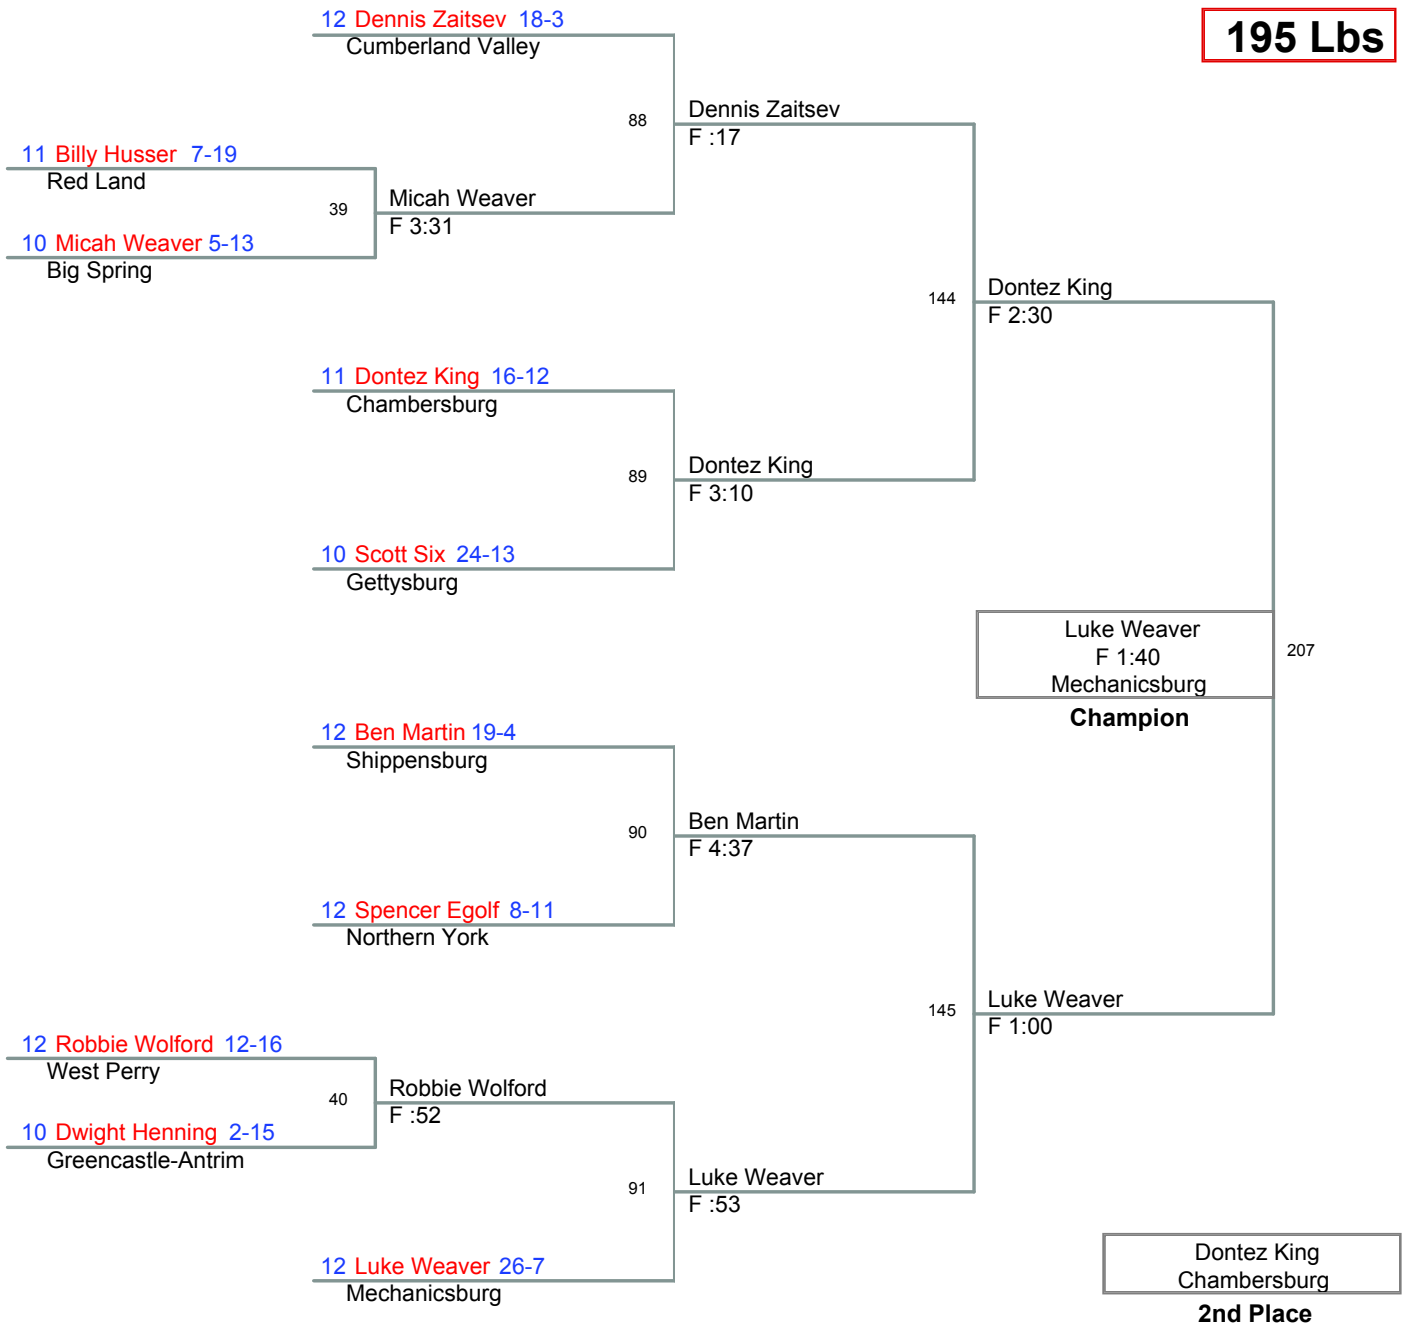 195 Lbs
12 Dennis Zaitsev 18-3
Cumberland Valley
88
Dennis Zaitsev
F :17
11 Billy Husser 7-19
Red Land
39
Micah Weaver
F 3:31
10 Micah Weaver 5-13
Big Spring
144
Dontez King
F 2:30
11 Dontez King 16-12
Chambersburg
89
Dontez King
F 3:10
10 Scott Six 24-13
Gettysburg
Luke Weaver
F 1:40
Mechanicsburg
207
Champion
12 Ben Martin 19-4
Shippensburg
90
Ben Martin
F 4:37
12 Spencer Egolf 8-11
Northern York
145
Luke Weaver
F 1:00
12 Robbie Wolford 12-16
West Perry
40
Robbie Wolford
F :52
10 Dwight Henning 2-15
Greencastle-Antrim
91
Luke Weaver
F :53
12 Luke Weaver 26-7
Mechanicsburg
Dontez King
Chambersburg
2nd Place